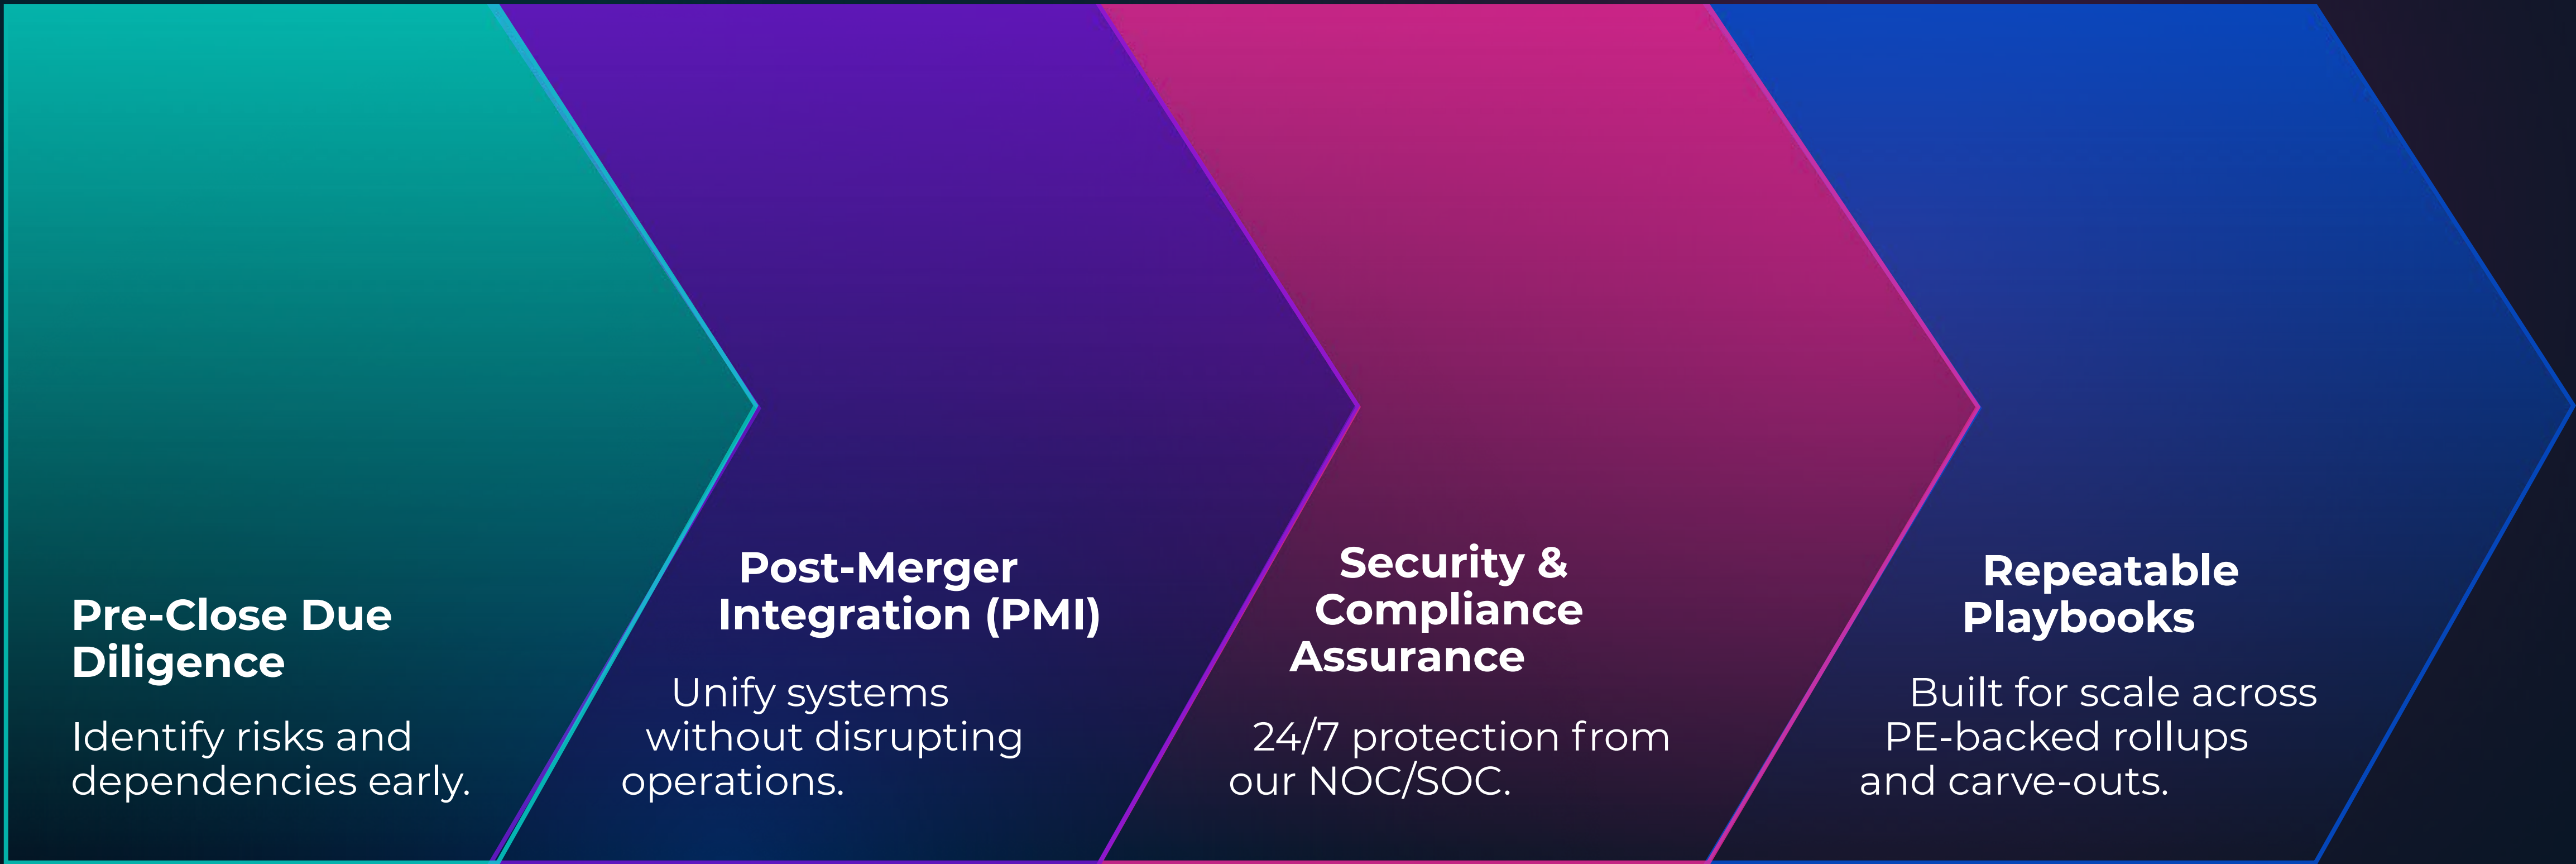 Pre-Close Due
Diligence
Identify risks and
dependencies early.
Post-Merger
Integration (PMI)
Unify systems
without disrupting
operations.
Security &
Compliance
Assurance
24/7 protection from
our NOC/SOC.
Repeatable
Playbooks
Built for scale across
PE-backed rollups
and carve-outs.